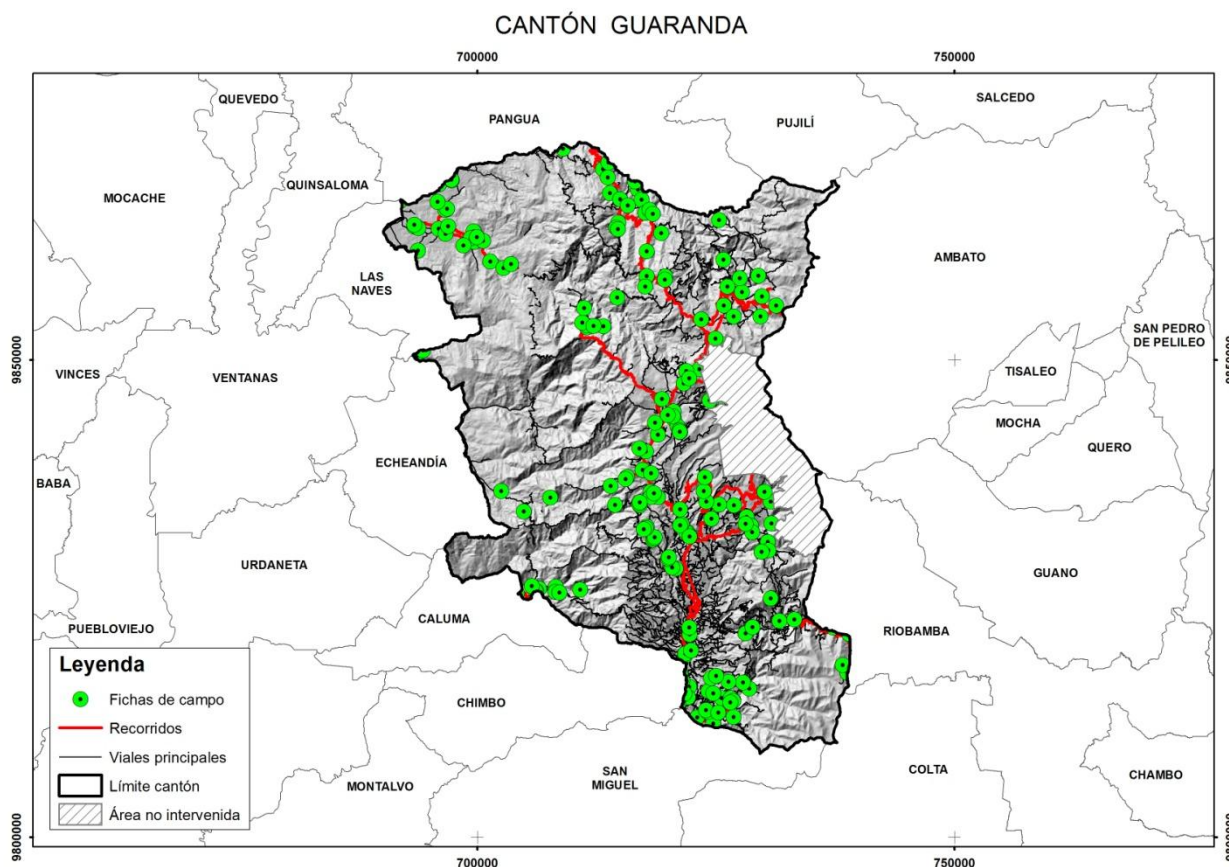 CANTÓN GUARANDA
700000
750000
QUEVEDO
SALCEDO
PANGUA
PUJILÍ
QUINSALOMA
MOCACHE
AMBATO
LAS
NAVES
SAN PEDRO
DE PELILEO
9850000
VINCES
VENTANAS
TISALEO
MOCHA
QUERO
ECHEANDÍA
BABA
URDANETA
GUANO
CALUMA
PUEBLOVIEJO
RIOBAMBA
Leyenda
Fichas de campo
Recorridos
Viales principales
Límite cantón
Área no intervenida
CHIMBO
SAN
MIGUEL
MONTALVO
COLTA
CHAMBO
9800000
700000
750000